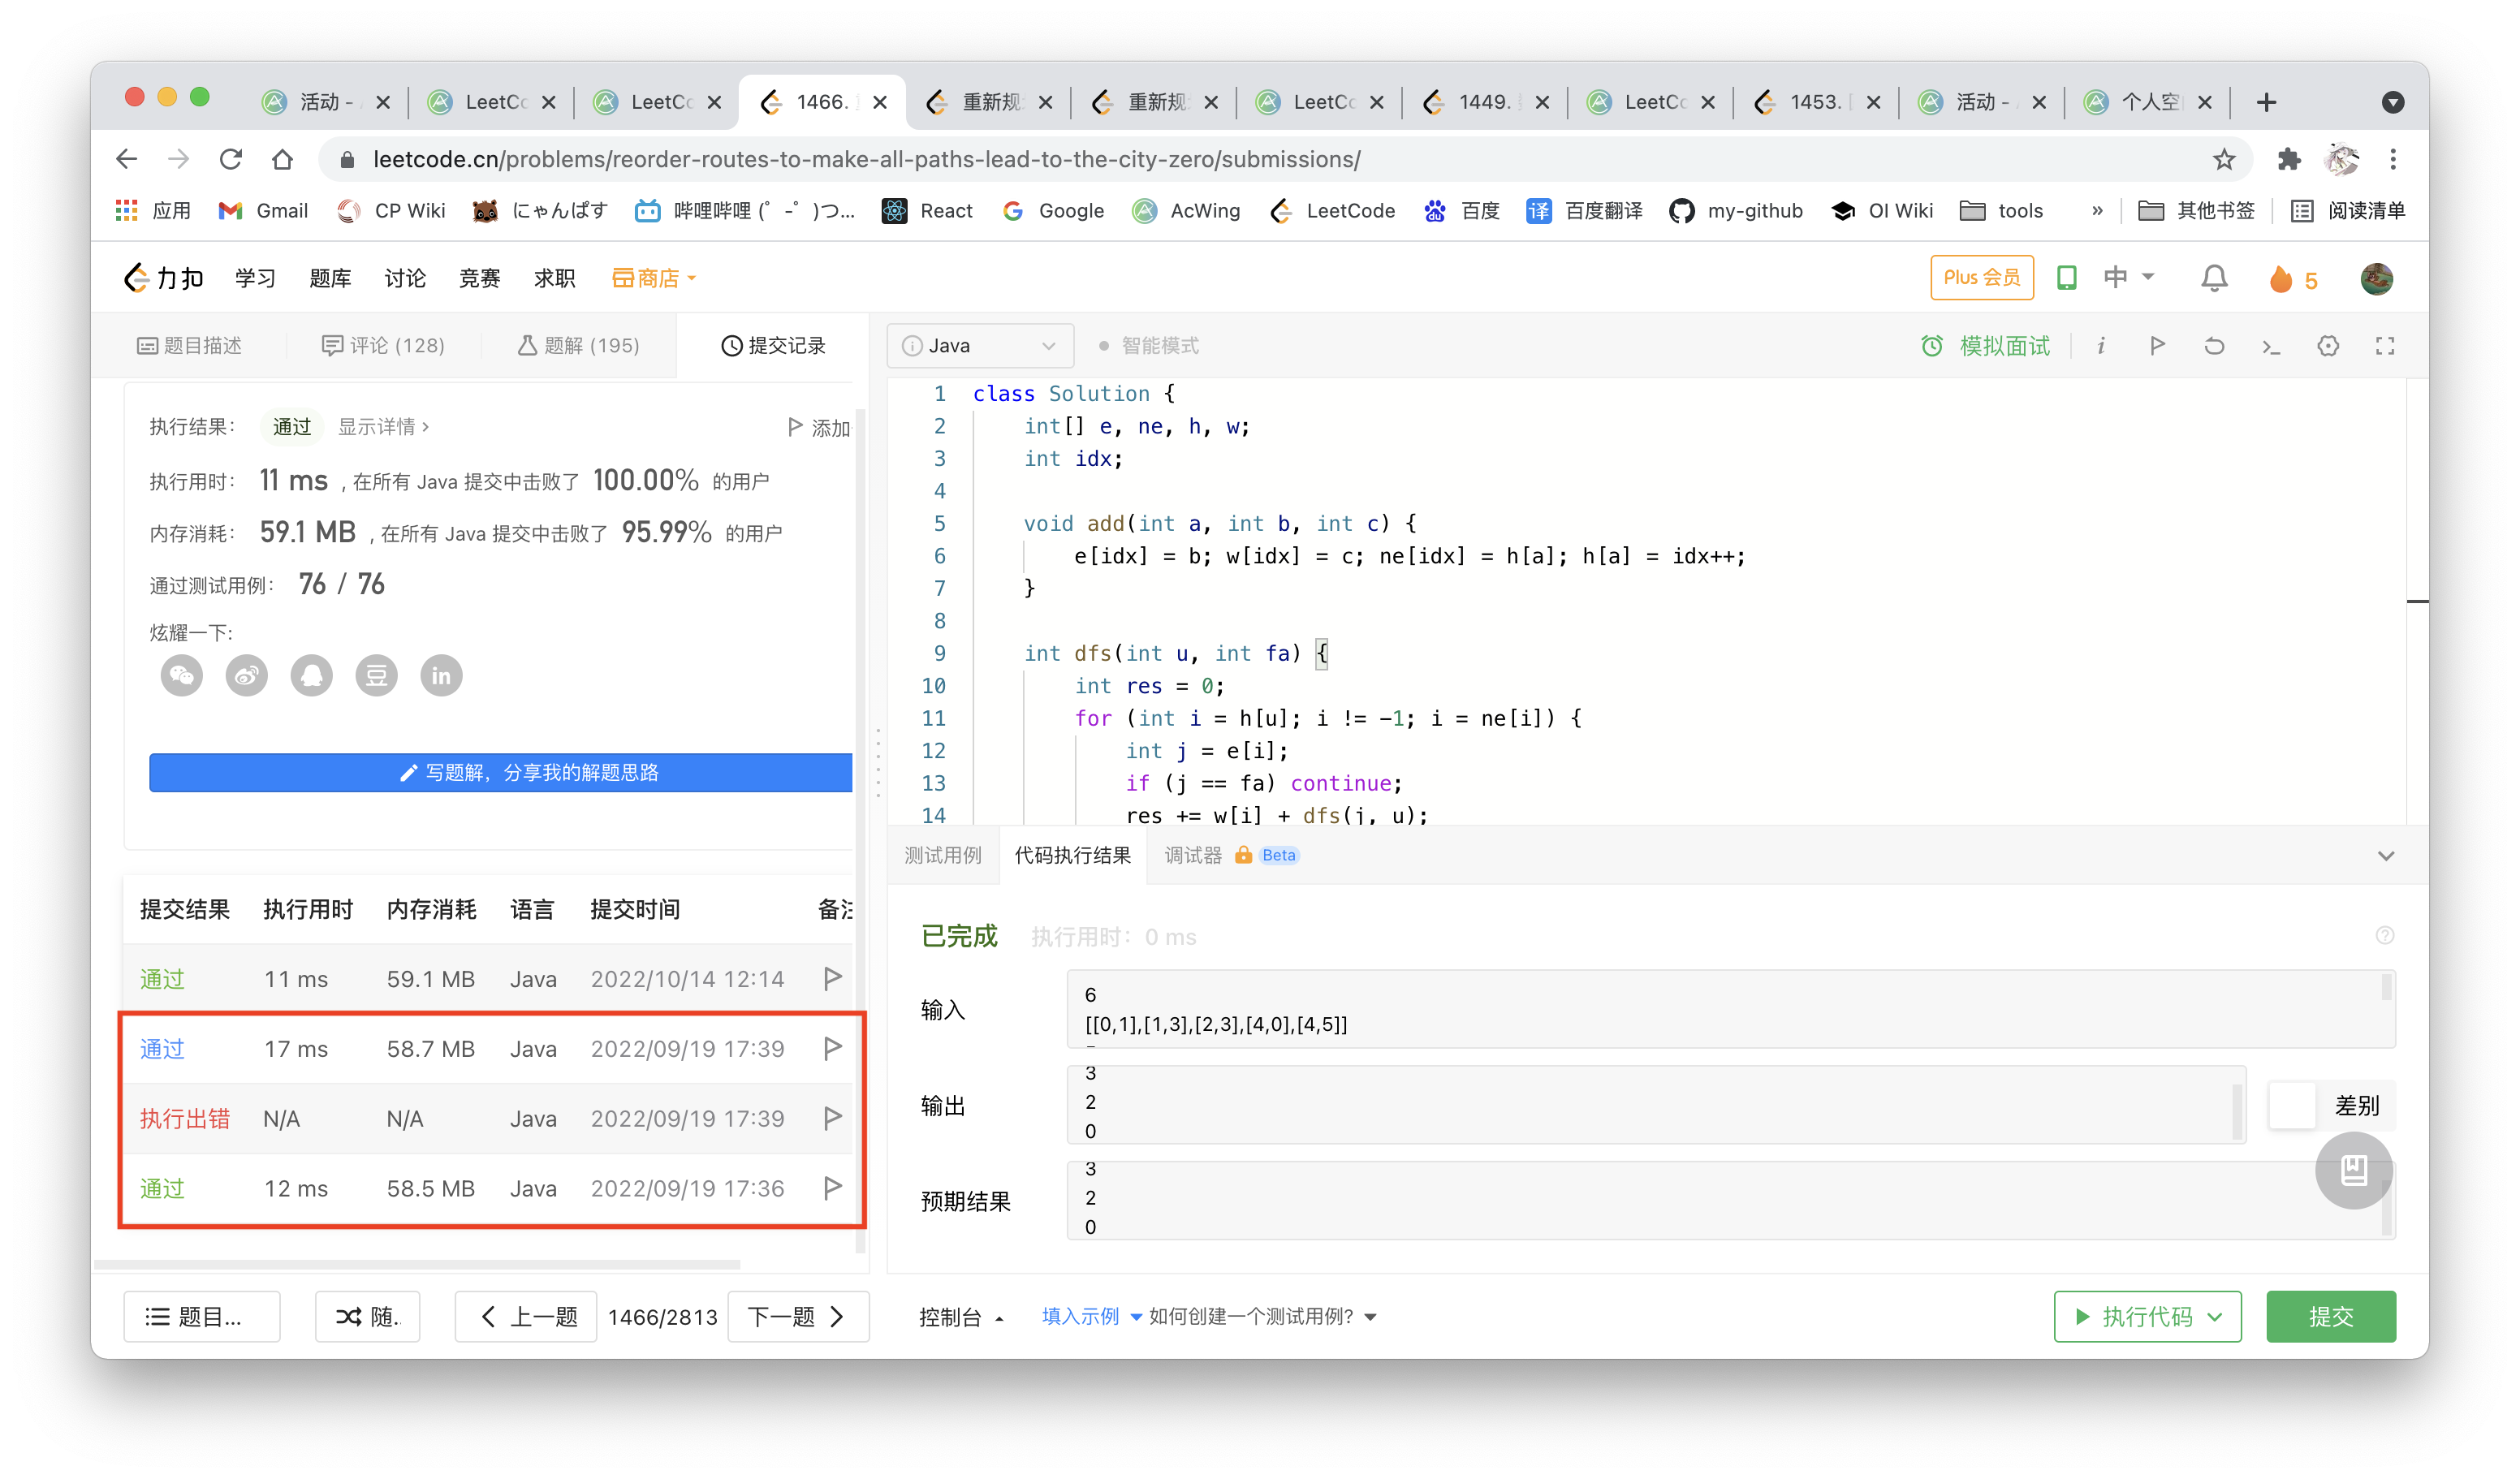 活动 -
LeetCo
LeetCo
1466.
重新规
重新规
LeetCo
1449.
LeetCo
1453.
活动 -
个人空
leetcode.cn/problems/reorder-routes-to-make-all-paths-lead-to-the-city-zero/submissions/
应用 Gmail CP Wiki にゃんぱす 哔哩哔哩 (゜-゜)つ... React Google AcWing LeetCode 百度 百度翻译 my-github OI Wiki tools » 其他书签 阅读清单
力扣 学习 题库 讨论 竞赛 求职 商店 Plus 会员 中 5
题目描述 评论 (128) 题解 (195) 提交记录
执行结果: 通过 显示详情 > 添加
执行用时: 11 ms , 在所有 Java 提交中击败了 100.00% 的用户
内存消耗: 59.1 MB , 在所有 Java 提交中击败了 95.99% 的用户
通过测试用例: 76 / 76
炫耀一下:
in
写题解, 分享我的解题思路
提交结果 执行用时 内存消耗 语言 提交时间 备注
通过 11 ms 59.1 MB Java 2022/10/14 12:14
通过 17 ms 58.7 MB Java 2022/09/19 17:39
执行出错 N/A N/A Java 2022/09/19 17:39
通过 12 ms 58.5 MB Java 2022/09/19 17:36
题目... 随. 上一题 1466/2813 下一题
Java 智能模式 模拟面试
1 class Solution {
2 int[] e, ne, h, w;
3 int idx;
4
5 void add(int a, int b, int c) {
6 e[idx] = b; w[idx] = c; ne[idx] = h[a]; h[a] = idx++;
7 }
8
9 int dfs(int u, int fa) {
10 int res = 0;
11 for (int i = h[u]; i != -1; i = ne[i]) {
12 int j = e[i];
13 if (j == fa) continue;
14 res += w[i] + dfs(j, u);
测试用例 代码执行结果 调试器 Beta
已完成 执行用时: 0 ms
输入
6
[[0,1],[1,3],[2,3],[4,0],[4,5]]
输出
3
2
0
差别
预期结果
3
2
0
控制台 填入示例 如何创建一个测试用例? 执行代码 提交